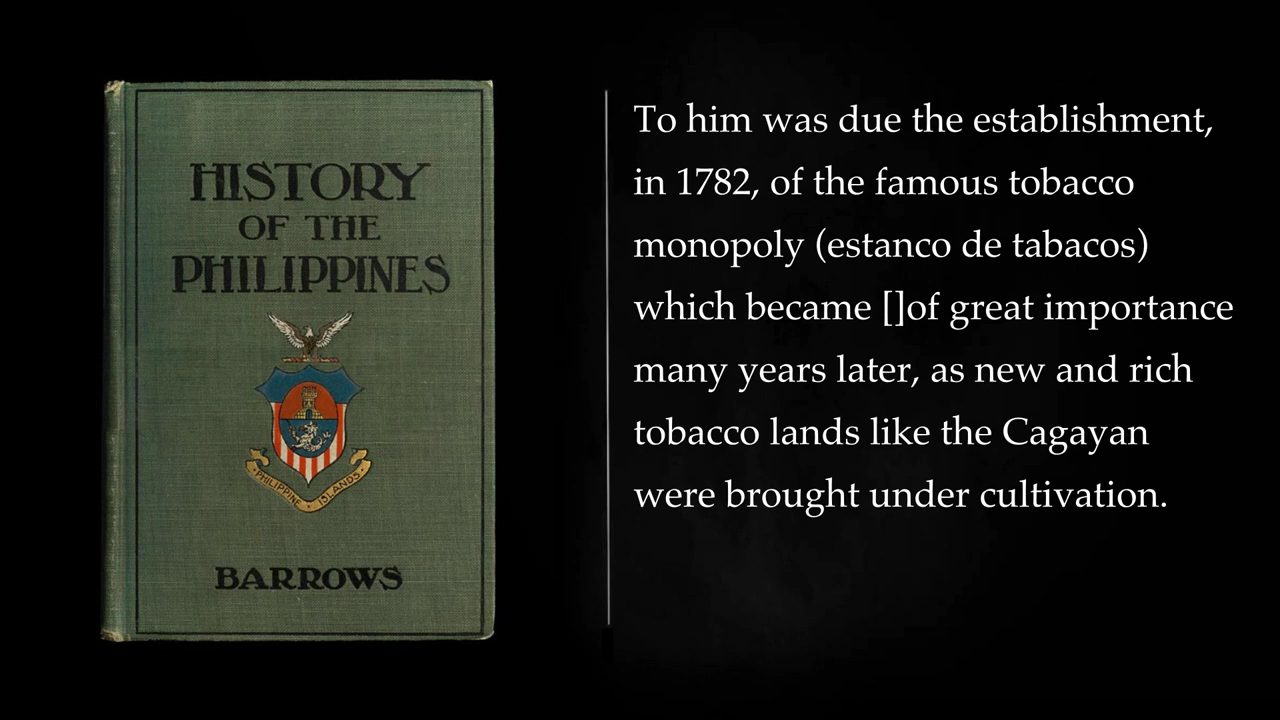 HISTORY
OF THE
PHILIPPINES
PHILIPPINE ISLANDS
BARROWS
To him was due the establishment,
in 1782, of the famous tobacco
monopoly (estanco de tabacos)
which became []of great importance
many years later, as new and rich
tobacco lands like the Cagayan
were brought under cultivation.